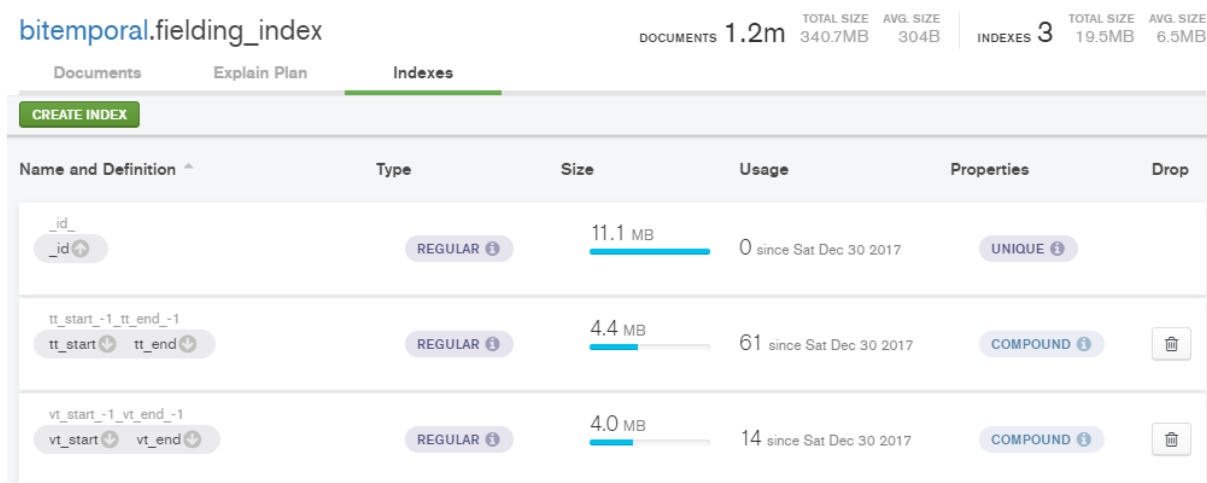 bitemporal.fielding_index
DOCUMENTS 1.2m TOTAL SIZE 340.7MB AVG. SIZE 304B INDEXES 3 TOTAL SIZE 19.5MB AVG. SIZE 6.5MB
Documents Explain Plan Indexes
CREATE INDEX
Name and Definition Type Size Usage Properties Drop
_id_
_id REGULAR 11.1 MB 0 since Sat Dec 30 2017 UNIQUE
tt_start_-1_tt_end_-1
tt_start tt_end REGULAR 4.4 MB 61 since Sat Dec 30 2017 COMPOUND
vt_start_-1_vt_end_-1
vt_start vt_end REGULAR 4.0 MB 14 since Sat Dec 30 2017 COMPOUND